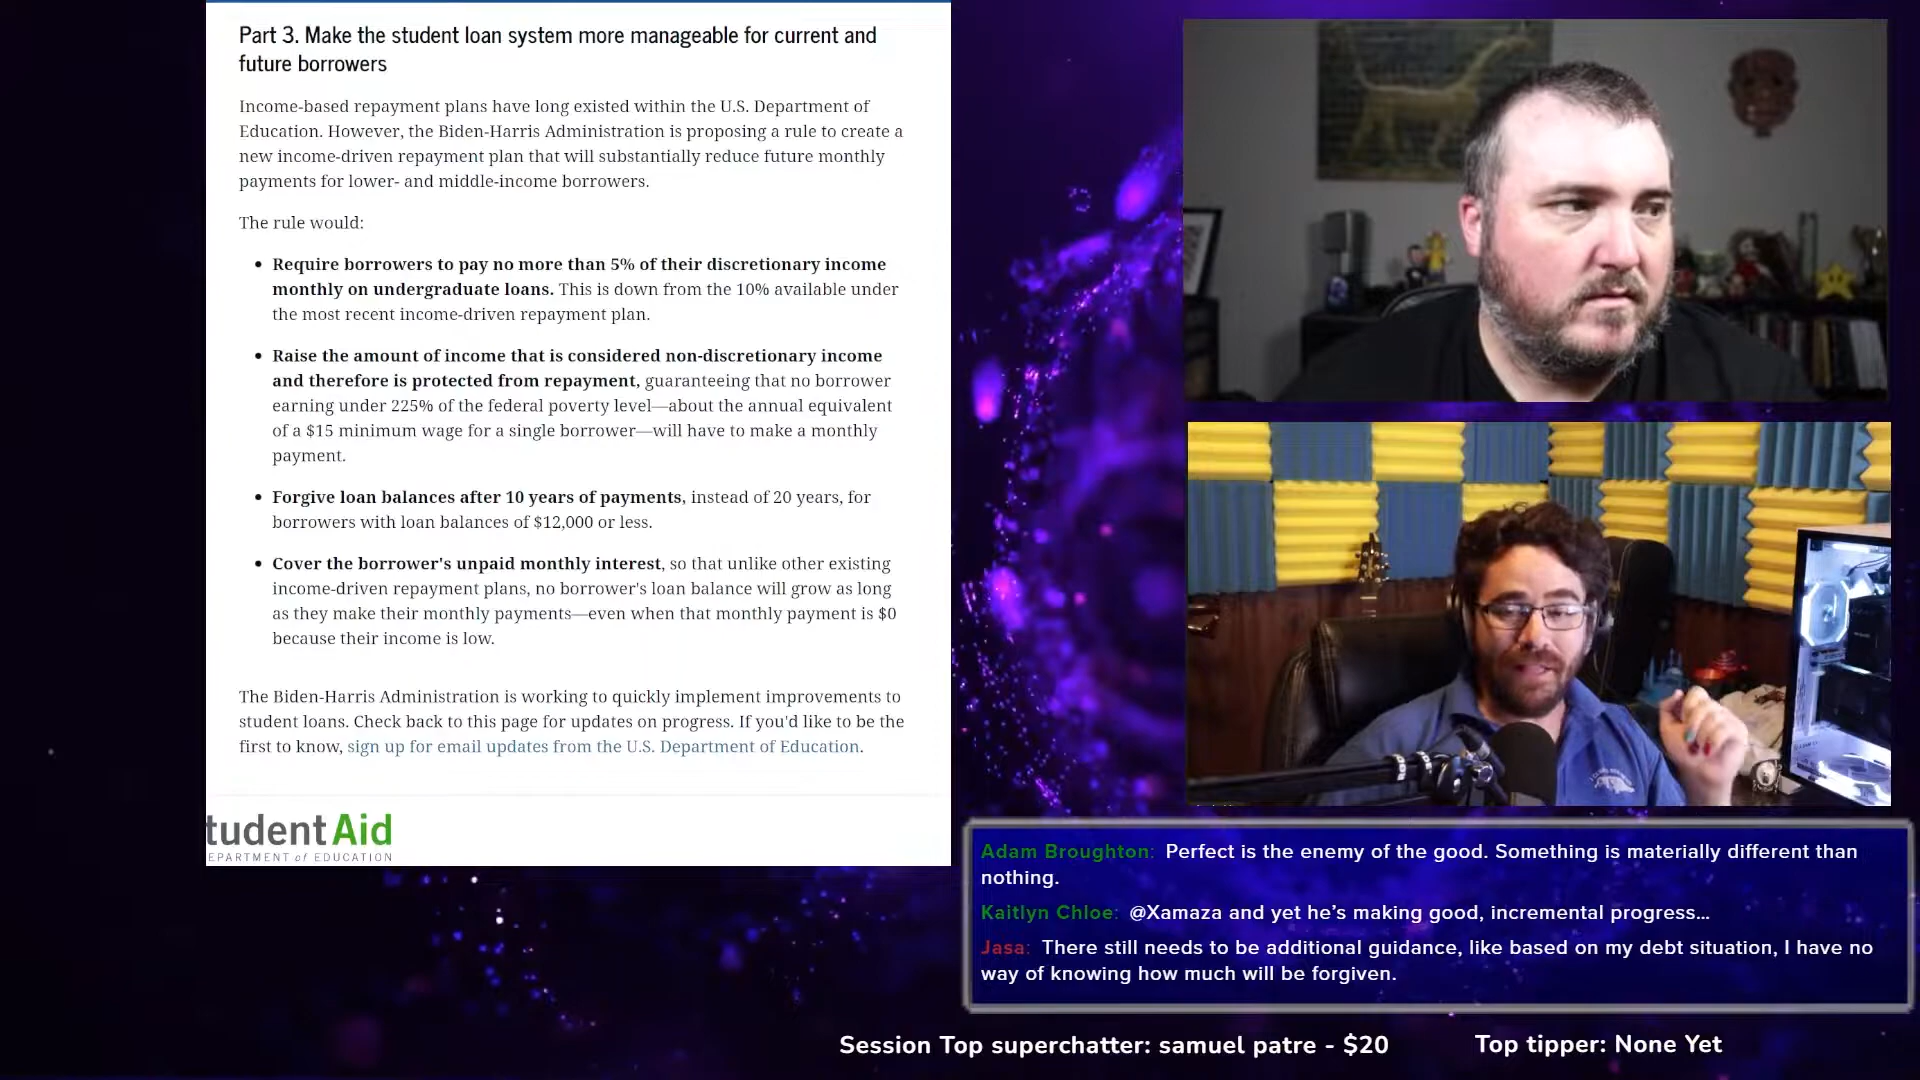 Part 3. Make the student loan system more manageable for current and
future borrowers
Income-based repayment plans have long existed within the U.S. Department of
Education. However, the Biden-Harris Administration is proposing a rule to create a
new income-driven repayment plan that will substantially reduce future monthly
payments for lower- and middle-income borrowers.
The rule would:
• Require borrowers to pay no more than 5% of their discretionary income
monthly on undergraduate loans. This is down from the 10% available under
the most recent income-driven repayment plan.
• Raise the amount of income that is considered non-discretionary income
and therefore is protected from repayment, guaranteeing that no borrower
earning under 225% of the federal poverty level—about the annual equivalent
of a $15 minimum wage for a single borrower—will have to make a monthly
payment.
• Forgive loan balances after 10 years of payments, instead of 20 years, for
borrowers with loan balances of $12,000 or less.
• Cover the borrower's unpaid monthly interest, so that unlike other existing
income-driven repayment plans, no borrower's loan balance will grow as long
as they make their monthly payments—even when that monthly payment is $0
because their income is low.
The Biden-Harris Administration is working to quickly implement improvements to
student loans. Check back to this page for updates on progress. If you'd like to be the
first to know, sign up for email updates from the U.S. Department of Education.
tudent Aid
EPARTMENT of EDUCATION
RODE
Adam Broughton: Perfect is the enemy of the good. Something is materially different than
nothing.
Kaitlyn Chloe: @Xamaza and yet he's making good, incremental progress...
Jasa: There still needs to be additional guidance, like based on my debt situation, I have no
way of knowing how much will be forgiven.
Session Top superchatter: samuel patre - $20
Top tipper: None Yet